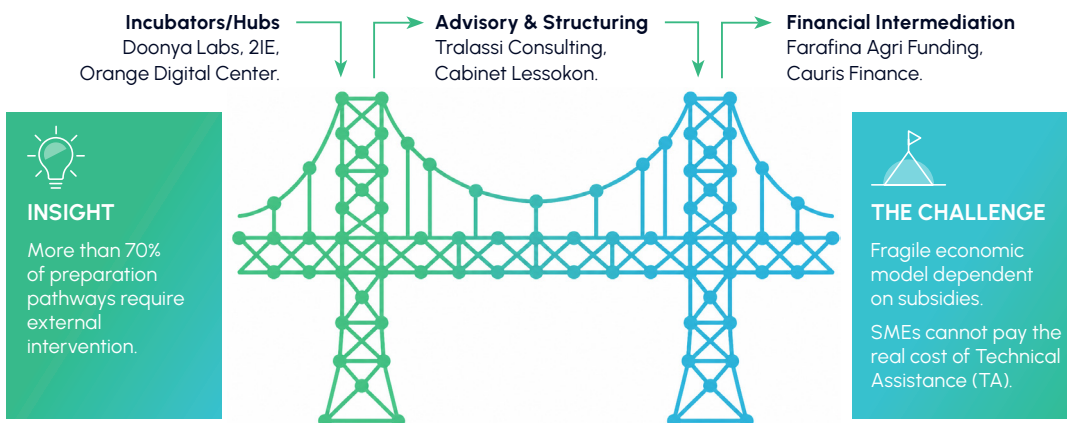 Incubators/Hubs
Doonya Labs, 2IE,
Orange Digital Center.
Advisory & Structuring
Tralassi Consulting,
Cabinet Lessokon.
Financial Intermediation
Farafina Agri Funding,
Cauris Finance.
INSIGHT
More than 70%
of preparation
pathways require
external
intervention.
THE CHALLENGE
Fragile economic
model dependent
on subsidies.
SMEs cannot pay the
real cost of Technical
Assistance (TA).